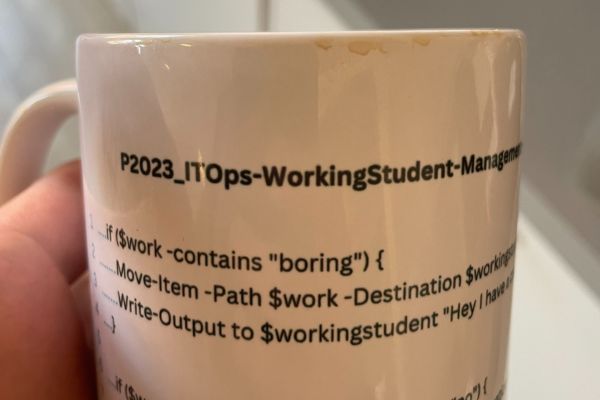 P2023_ITOps-WorkingStudent-Managem
1 ....if ($work -contains "boring") {
2 ......Move-Item -Path $work -Destination $workings
3 ......Write-Output to $workingstudent "Hey I have a
4 ....}
5
6 ...if ($w